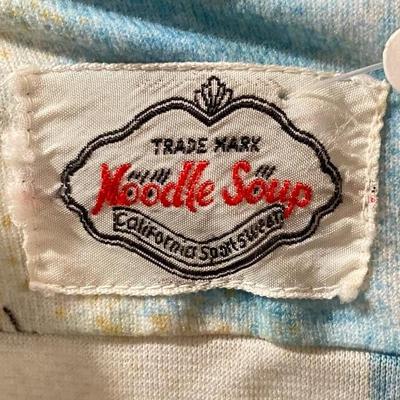 TRADE MARK
Noodle Soup
California Sportswear